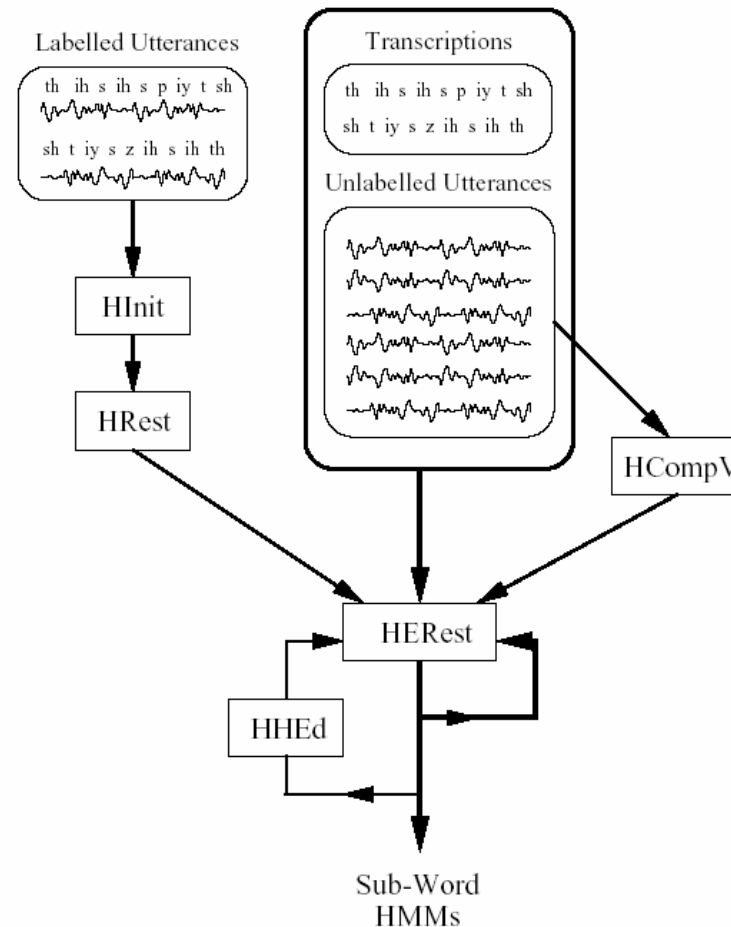 Labelled Utterances
th ih s ih s p iy t sh
sh t iy s z ih s ih th
HInit
HRest
Transcriptions
th ih s ih s p iy t sh
sh t iy s z ih s ih th
Unlabelled Utterances
HCompV
HERest
HHEd
Sub-Word
HMMs